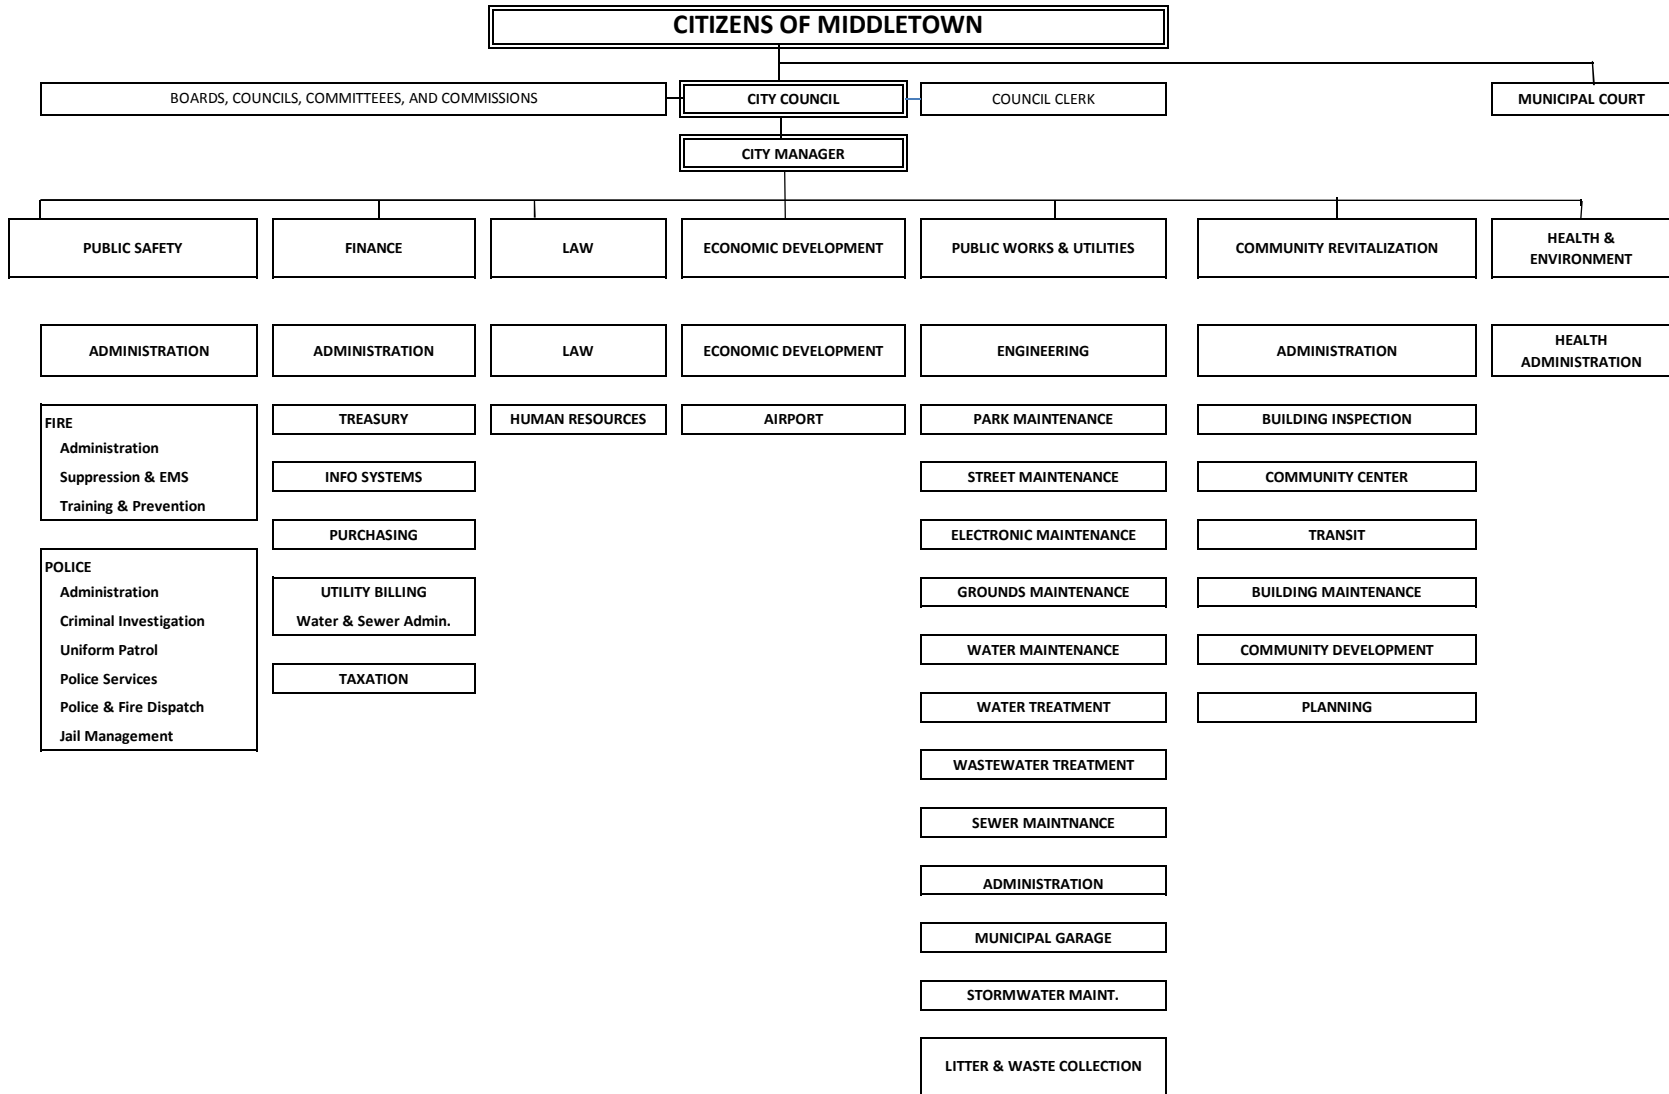 CITIZENS OF MIDDLETOWN
BOARDS, COUNCILS, COMMITTEEES, AND COMMISSIONS
CITY COUNCIL
COUNCIL CLERK
MUNICIPAL COURT
CITY MANAGER
PUBLIC SAFETY
FINANCE
LAW
ECONOMIC DEVELOPMENT
PUBLIC WORKS & UTILITIES
COMMUNITY REVITALIZATION
HEALTH &
ENVIRONMENT
ADMINISTRATION
ADMINISTRATION
LAW
ECONOMIC DEVELOPMENT
ENGINEERING
ADMINISTRATION
HEALTH
ADMINISTRATION
FIRE
Administration
Suppression & EMS
Training & Prevention
POLICE
Administration
Criminal Investigation
Uniform Patrol
Police Services
Police & Fire Dispatch
Jail Management
TREASURY
INFO SYSTEMS
PURCHASING
UTILITY BILLING
Water & Sewer Admin.
TAXATION
HUMAN RESOURCES
AIRPORT
PARK MAINTENANCE
STREET MAINTENANCE
ELECTRONIC MAINTENANCE
GROUNDS MAINTENANCE
WATER MAINTENANCE
WATER TREATMENT
WASTEWATER TREATMENT
SEWER MAINTNANCE
ADMINISTRATION
MUNICIPAL GARAGE
STORMWATER MAINT.
LITTER & WASTE COLLECTION
BUILDING INSPECTION
COMMUNITY CENTER
TRANSIT
BUILDING MAINTENANCE
COMMUNITY DEVELOPMENT
PLANNING